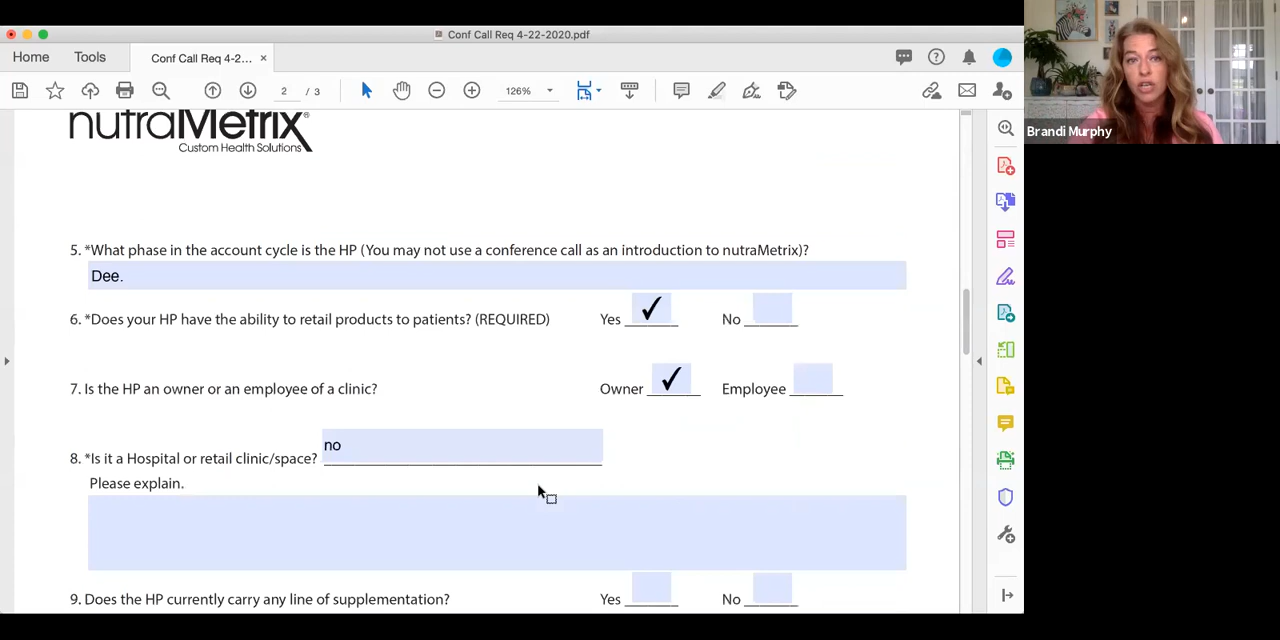 Conf Call Req 4-22-2020.pdf
Home
Tools
Conf Call Req 4-2... ×
2 / 3
126%
Brandi Murphy
nutraMetrix®
Custom Health Solutions
5. *What phase in the account cycle is the HP (You may not use a conference call as an introduction to nutraMetrix)?
Dee.
6. *Does your HP have the ability to retail products to patients? (REQUIRED) Yes ✓ No
7. Is the HP an owner or an employee of a clinic? Owner ✓ Employee
8. *Is it a Hospital or retail clinic/space? no
Please explain.
9. Does the HP currently carry any line of supplementation? Yes No